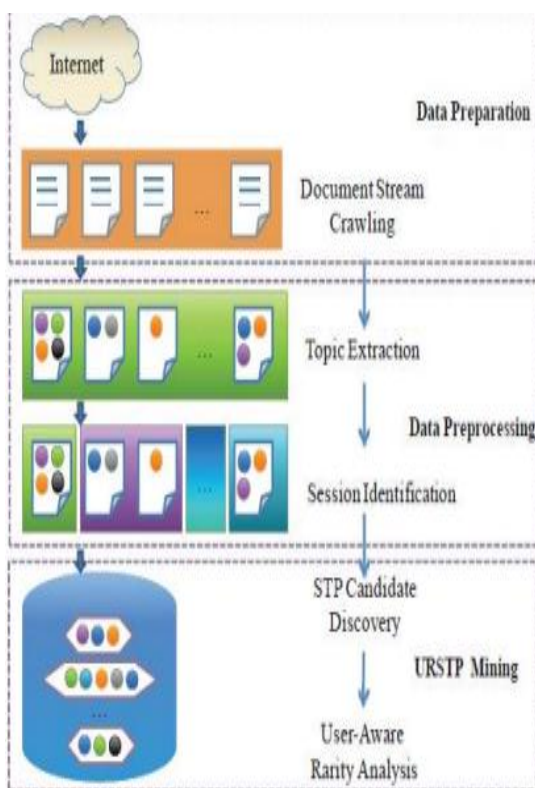 Internet
Data Preparation
Document Stream
Crawling
...
Topic Extraction
...
Data Preprocessing
...
Session Identification
STP Candidate
Discovery
URSTP Mining
...
User-Aware
Rarity Analysis